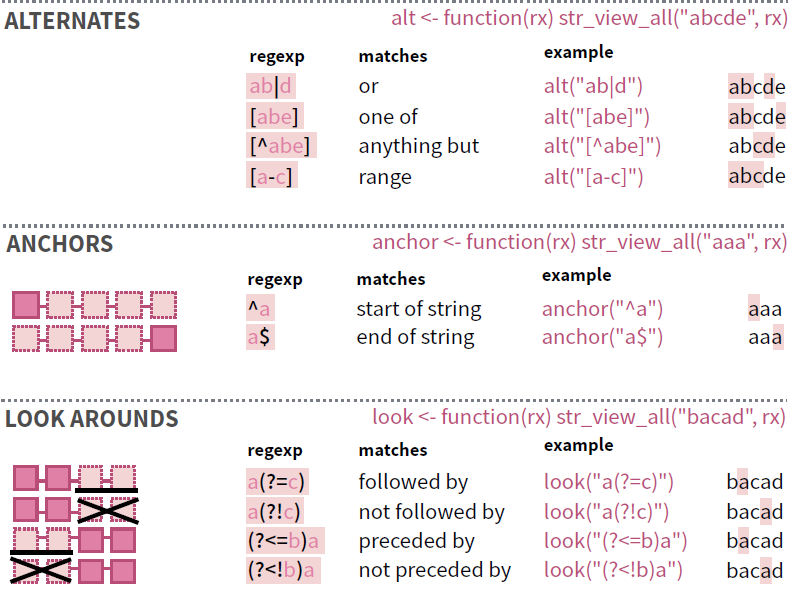 ALTERNATES alt <- function(rx) str_view_all("abcde", rx)
regexp matches example
ab|d or alt("ab|d") abcde
[abe] one of alt("[abe]") abcde
[^abe] anything but alt("[^abe]") abcde
[a-c] range alt("[a-c]") abcde
ANCHORS anchor <- function(rx) str_view_all("aaa", rx)
regexp matches example
^a start of string anchor("^a") aaa
a$ end of string anchor("a$") aaa
LOOK AROUNDS look <- function(rx) str_view_all("bacad", rx)
regexp matches example
a(?=c) followed by look("a(?=c)") bacad
a(?!c) not followed by look("a(?!c)") bacad
(?<=b)a preceded by look("(?<=b)a") bacad
(?<!b)a not preceded by look("(?<!b)a") bacad